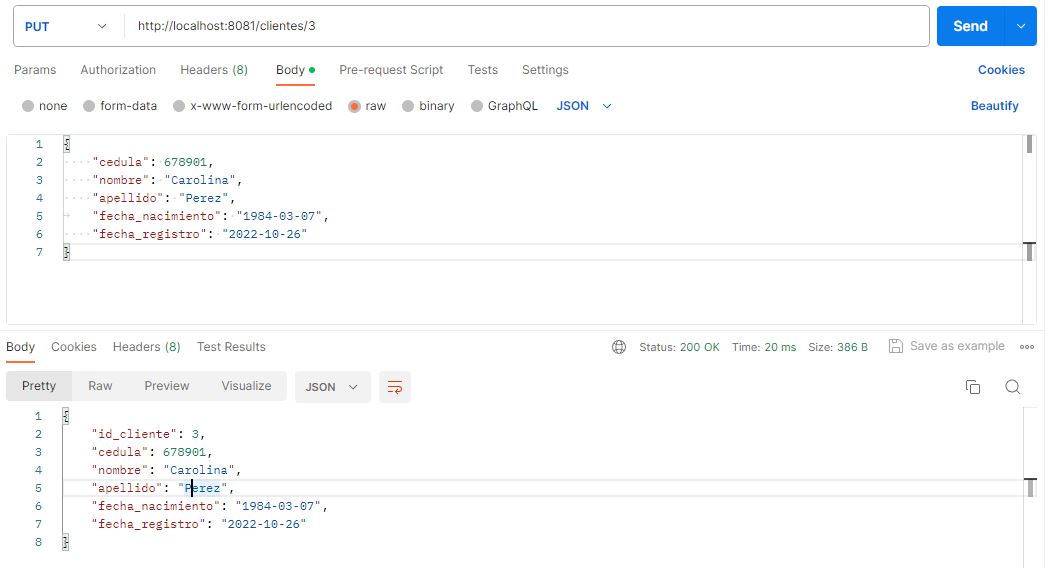 PUT http://localhost:8081/clientes/3 Send
Params Authorization Headers (8) Body Pre-request Script Tests Settings Cookies
none form-data x-www-form-urlencoded raw binary GraphQL JSON Beautify
1 {
2 "cedula": 678901,
3 "nombre": "Carolina",
4 "apellido": "Perez",
5 "fecha_nacimiento": "1984-03-07",
6 "fecha_registro": "2022-10-26"
7 }
Body Cookies Headers (8) Test Results Status: 200 OK Time: 20 ms Size: 386 B Save as example
Pretty Raw Preview Visualize JSON
1 {
2 "id_cliente": 3,
3 "cedula": 678901,
4 "nombre": "Carolina",
5 "apellido": "Perez",
6 "fecha_nacimiento": "1984-03-07",
7 "fecha_registro": "2022-10-26"
8 }